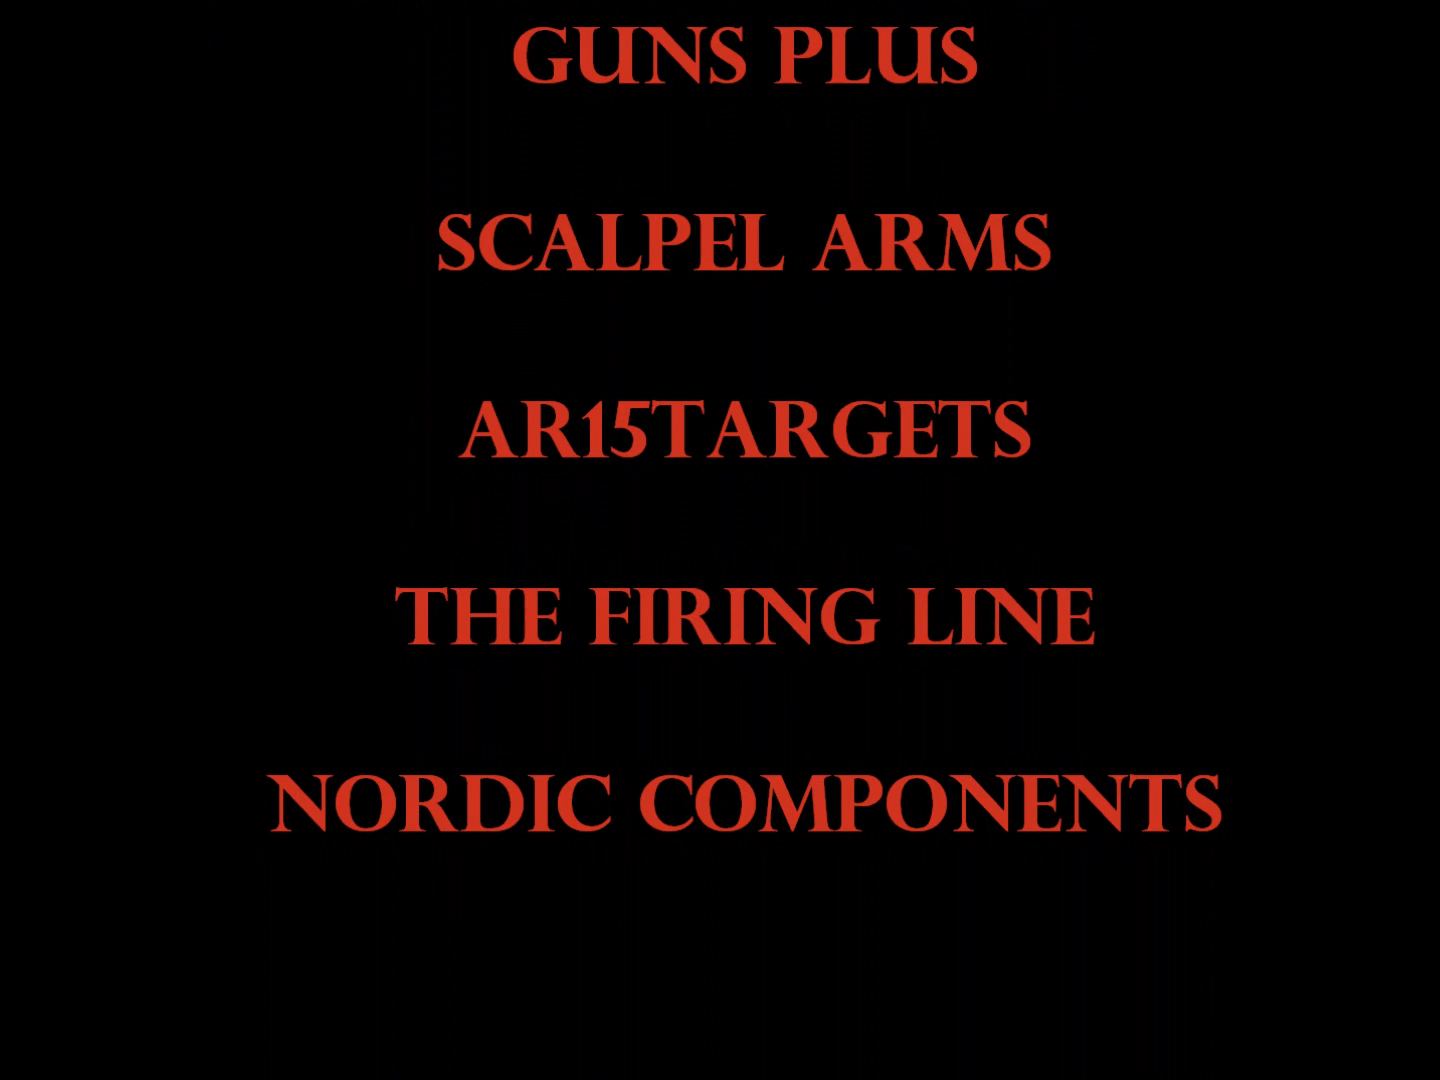 GUNS PLUS
SCALPEL ARMS
AR15TARGETS
THE FIRING LINE
NORDIC COMPONENTS